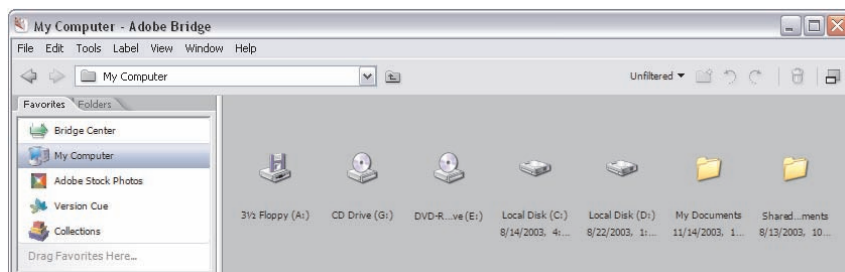 My Computer - Adobe Bridge
File Edit Tools Label View Window Help
My Computer
Unfiltered
Favorites Folders
Bridge Center
My Computer
Adobe Stock Photos
Version Cue
Collections
Drag Favorites Here...
3½ Floppy (A:) CD Drive (G:) DVD-R...ve (E:) Local Disk (C:) Local Disk (D:) My Documents Shared...ments
8/14/2003, 4:... 8/22/2003, 1:... 11/14/2003, 1... 8/13/2003, 10...